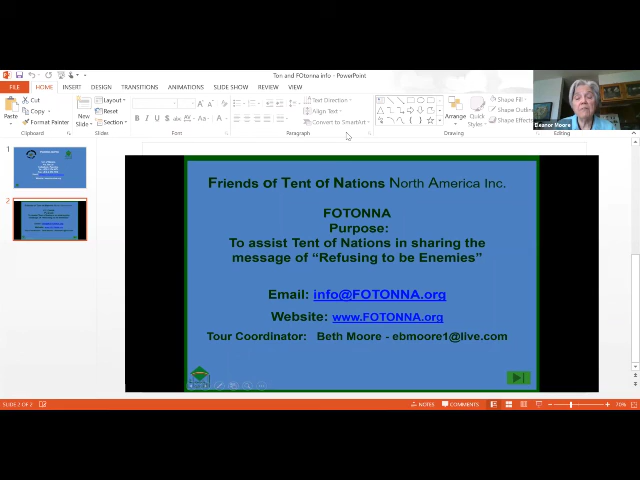 Ton and FOtonna info - PowerPoint
FILE HOME INSERT DESIGN TRANSITIONS ANIMATIONS SLIDE SHOW REVIEW VIEW
Paste
Cut
Copy
Format Painter
Clipboard
New
Slide
Layout
Reset
Section
Slides
B I U S
Font
Text Direction
Align Text
Convert to SmartArt
Paragraph
Arrange
Quick
Styles
Drawing
Shape Fill
Shape Effects
Editing
Eleanor Moore
1
2
Friends of Tent of Nations North America Inc.
FOTONNA
Purpose:
To assist Tent of Nations in sharing the
message of “Refusing to be Enemies”
Email: info@FOTONNA.org
Website: www.FOTONNA.org
Tour Coordinator: Beth Moore - ebmoore1@live.com
SLIDE 2 OF 2
NOTES COMMENTS 70%